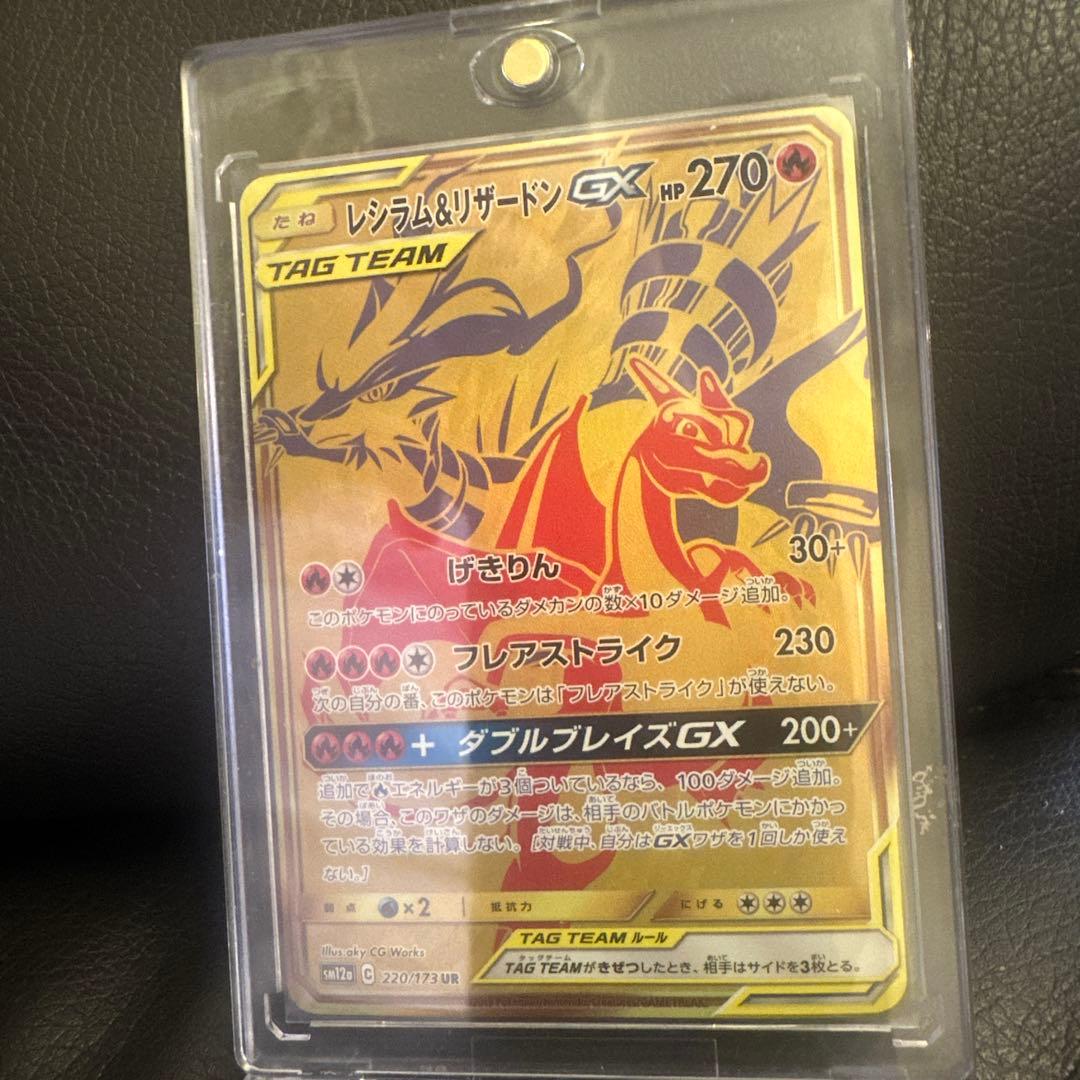 たね レシラム&リザードンGX HP270
TAG TEAM
げきりん 30+
このポケモンにのっているダメカンの数×10ダメージ追加。
フレアストライク 230
次の自分の番、このポケモンは「フレアストライク」が使えない。
+ ダブルブレイズGX 200+
追加でエネルギーが3個ついているなら、100ダメージ追加。
その場合、このワザのダメージは、相手のバトルポケモンにかかっ
ている効果を計算しない。[対戦中、自分はGXワザを1回しか使え
ない。]
弱点 ×2 抵抗力 にげる
Illus.aky CG Works
TAG TEAM ルール
TAG TEAMがきぜつしたとき、相手はサイドを3枚とる。
SM12a C 220/173 UR